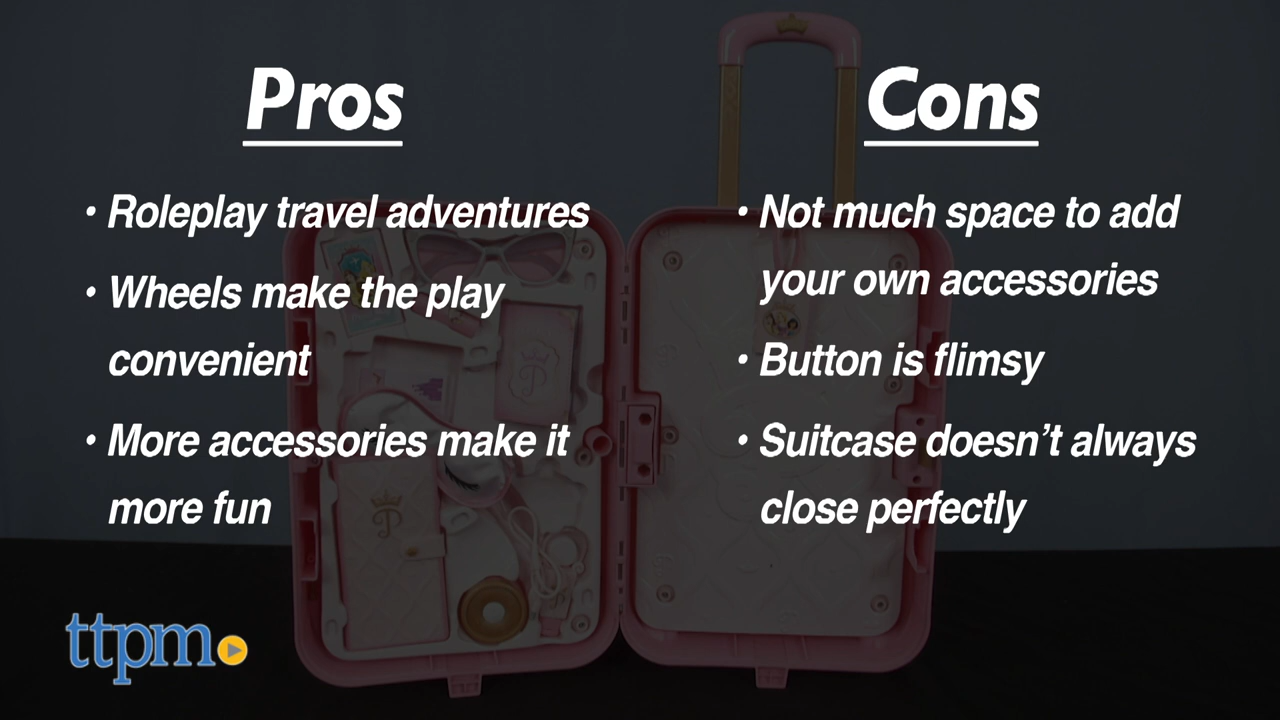 Pros
• Roleplay travel adventures
• Wheels make the play
convenient
• More accessories make it
more fun
Cons
• Not much space to add
your own accessories
• Button is flimsy
• Suitcase doesn’t always
close perfectly
P
P
ttpm